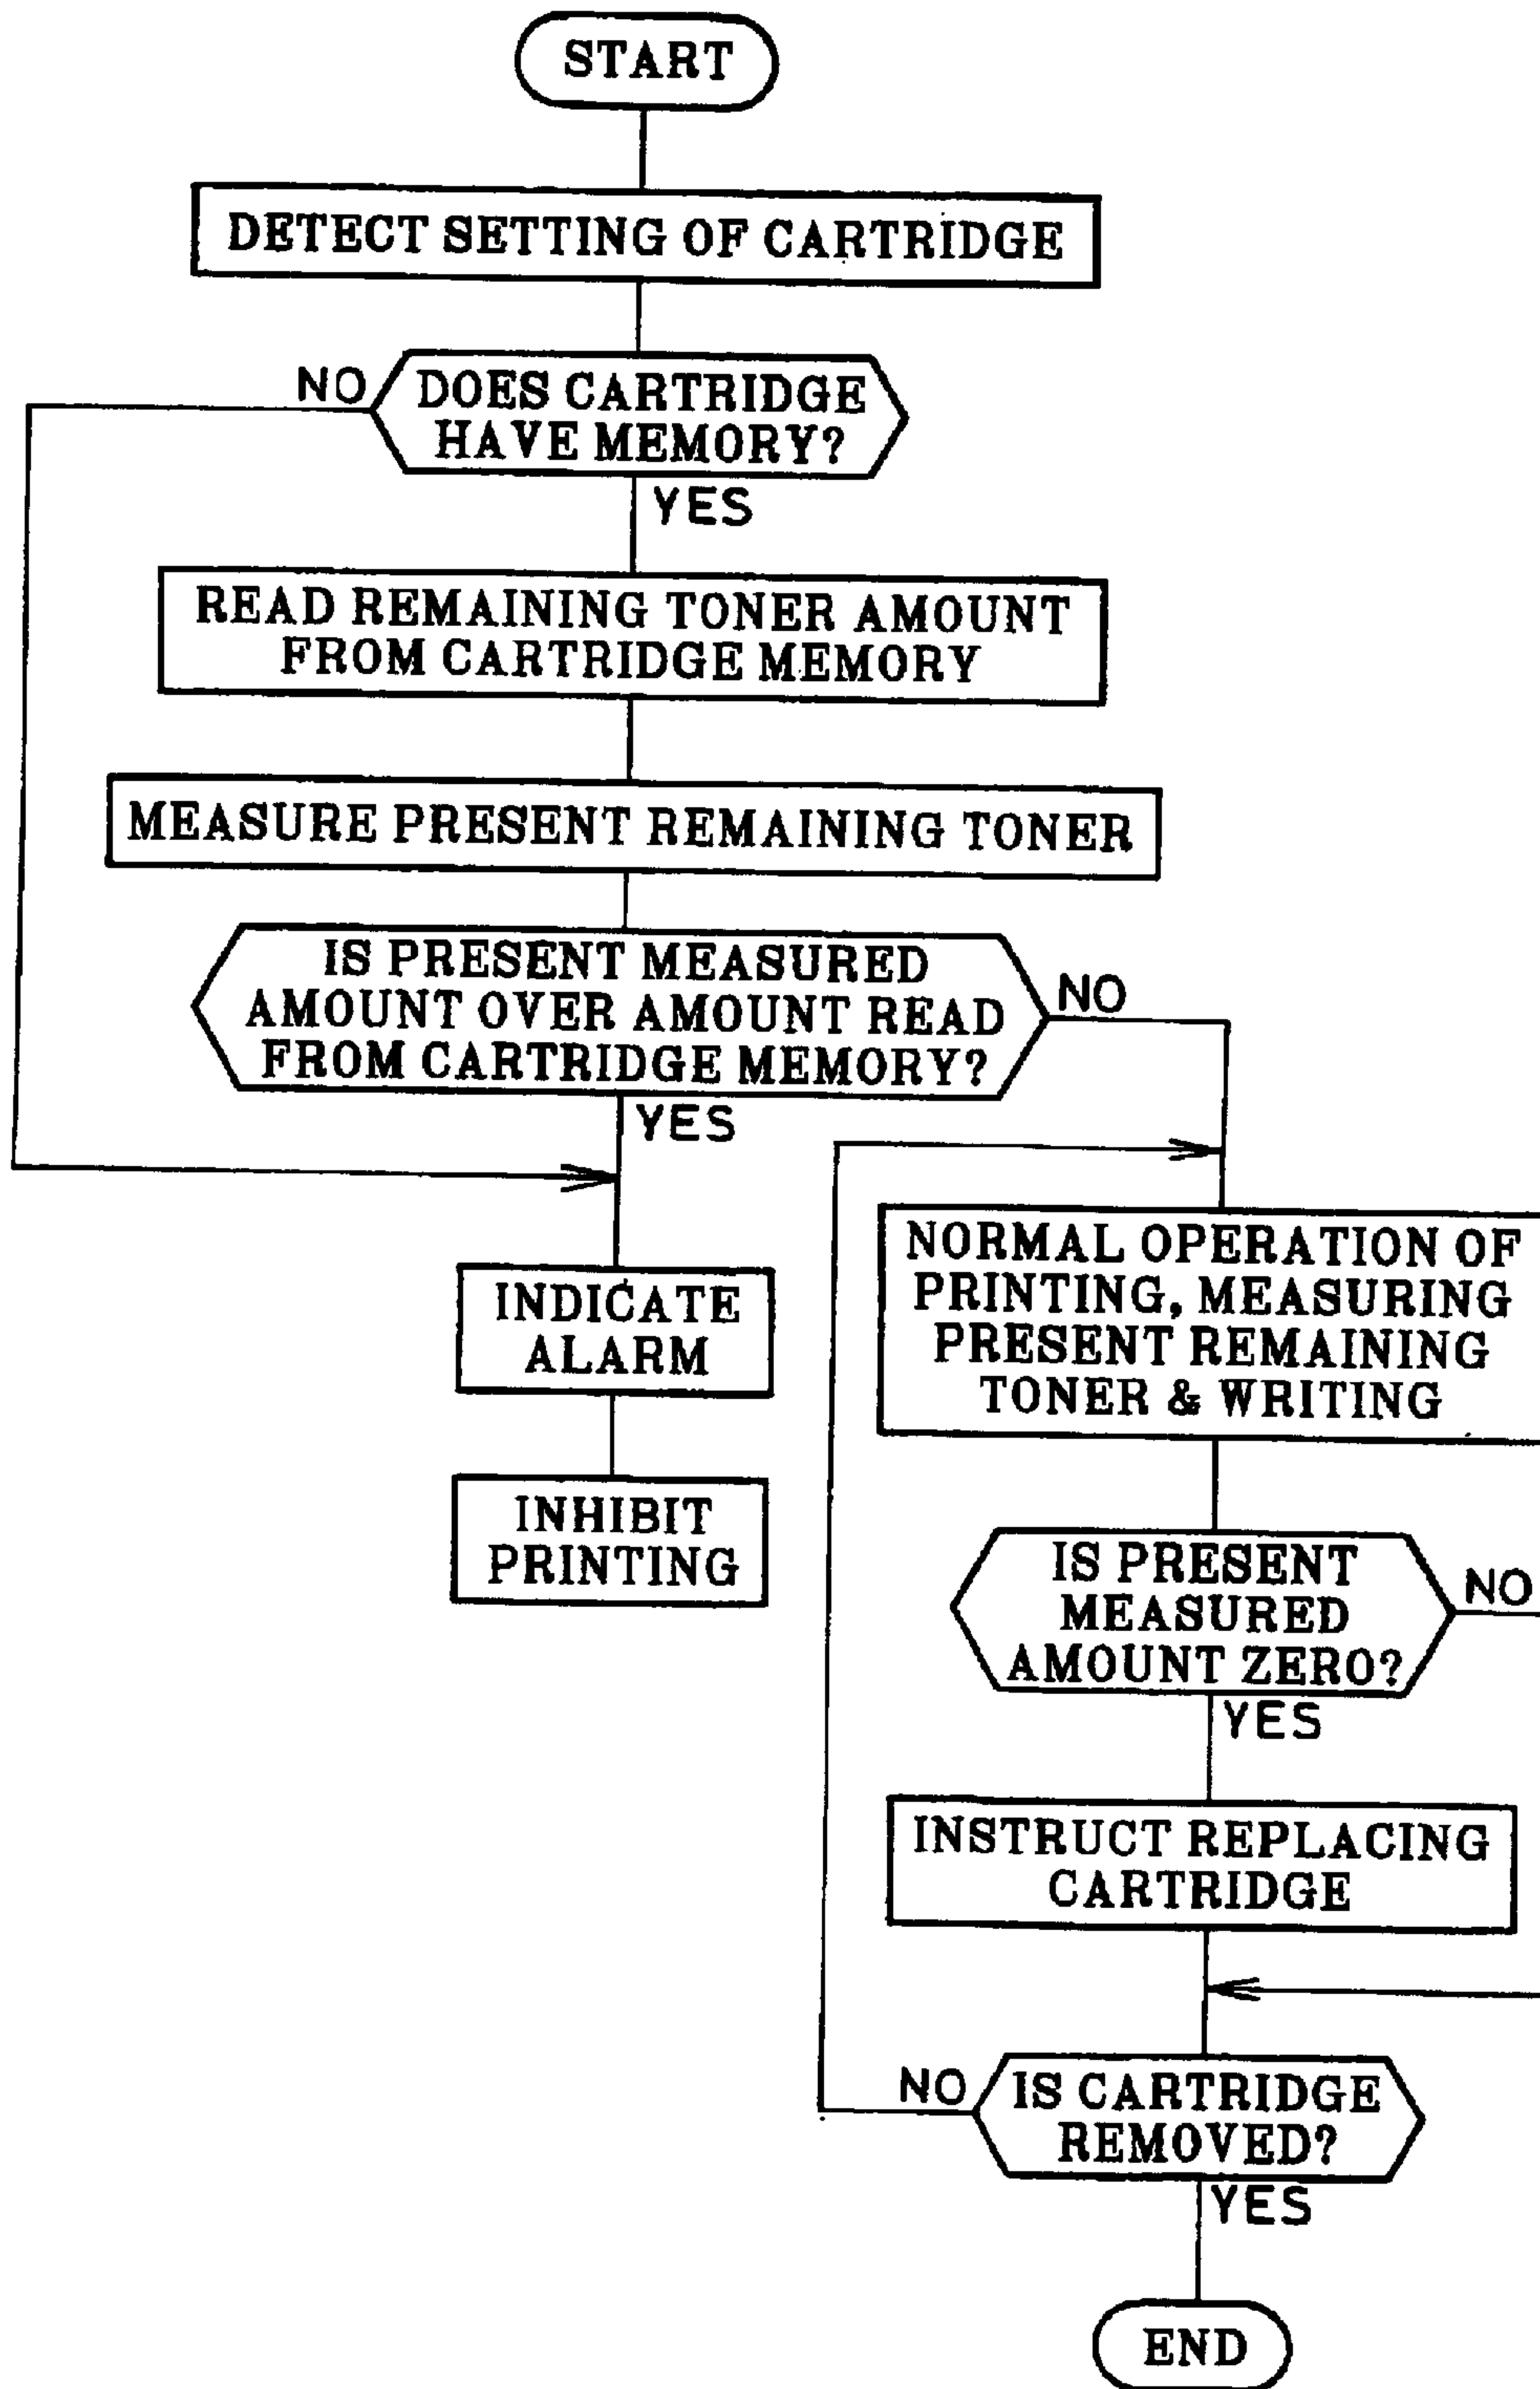 START
DETECT SETTING OF CARTRIDGE
NO
DOES CARTRIDGE
HAVE MEMORY?
YES
READ REMAINING TONER AMOUNT
FROM CARTRIDGE MEMORY
MEASURE PRESENT REMAINING TONER
IS PRESENT MEASURED
AMOUNT OVER AMOUNT READ
FROM CARTRIDGE MEMORY?
NO
YES
INDICATE
ALARM
INHIBIT
PRINTING
NORMAL OPERATION OF
PRINTING, MEASURING
PRESENT REMAINING
TONER & WRITING
IS PRESENT
MEASURED
AMOUNT ZERO?
NO
YES
INSTRUCT REPLACING
CARTRIDGE
NO
IS CARTRIDGE
REMOVED?
YES
END